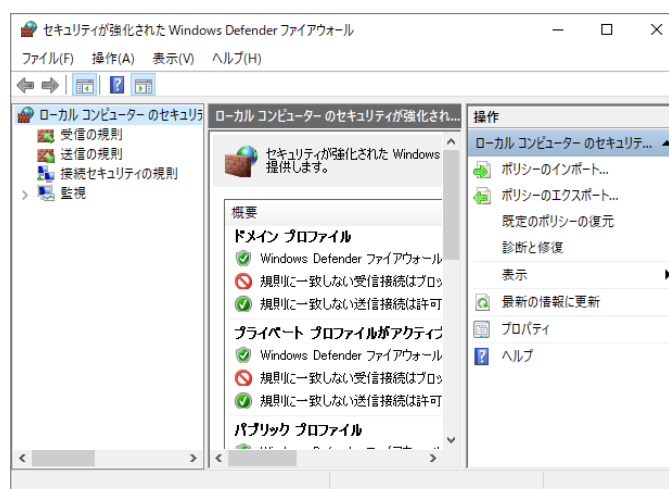 セキュリティが強化された Windows Defender ファイアウォール
ファイル(F) 操作(A) 表示(V) ヘルプ(H)
ローカル コンピューター のセキュリテ
受信の規則
送信の規則
接続セキュリティの規則
監視
ローカル コンピューター のセキュリティが強化され...
セキュリティが強化された Windows
提供します。
概要
ドメイン プロファイル
Windows Defender ファイアウォール
規則に一致しない受信接続はブロッ
規則に一致しない送信接続は許可
プライベート プロファイルがアクティブ
Windows Defender ファイアウォール
規則に一致しない受信接続はブロッ
規則に一致しない送信接続は許可
パブリック プロファイル
操作
ローカル コンピューター のセキュリテ...
ポリシーのインポート...
ポリシーのエクスポート...
既定のポリシーの復元
診断と修復
表示
最新の情報に更新
プロパティ
ヘルプ